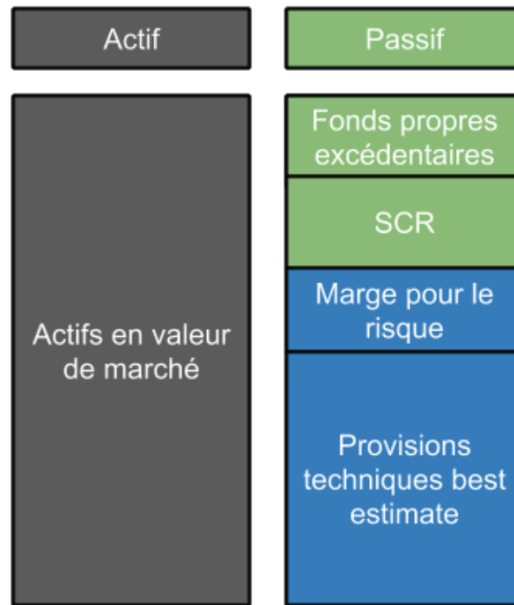 Actif
Passif
Actifs en valeur
de marché
Fonds propres
excédentaires
SCR
Marge pour le
risque
Provisions
techniques best
estimate